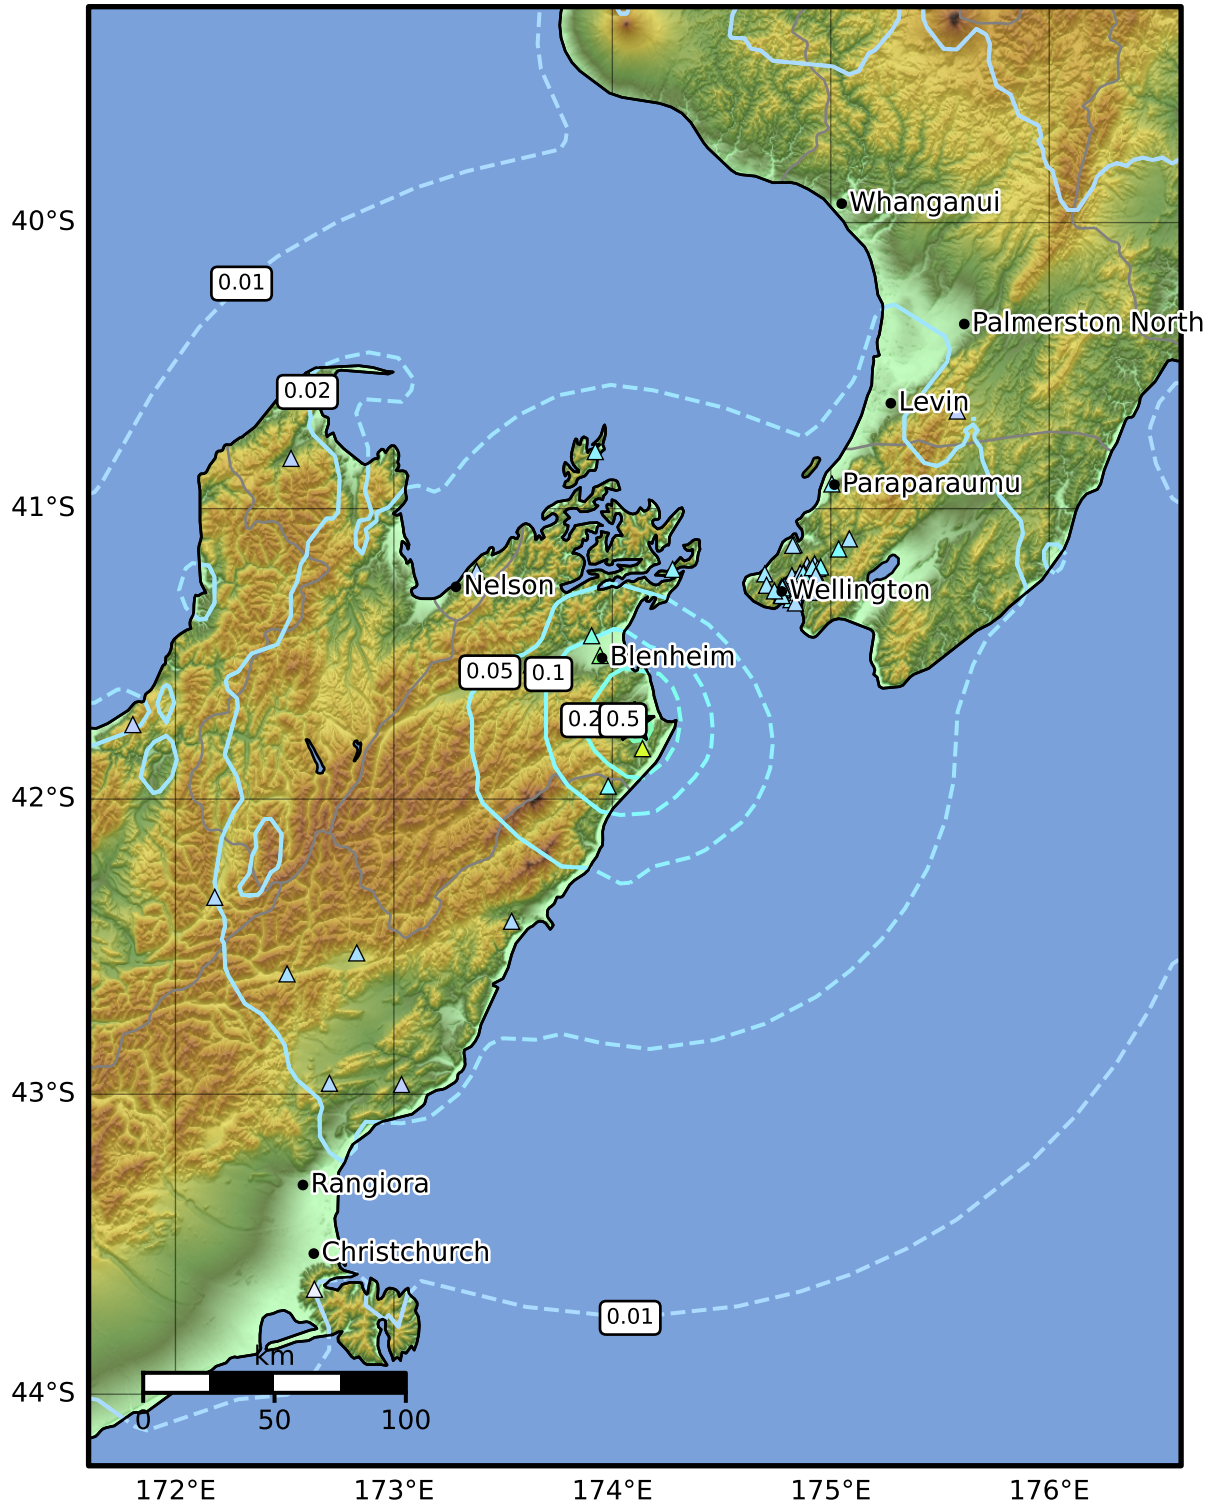 Whanganui
40°S
0.01
Palmerston North
0.02
Levin
Paraparaumu
41°S
Nelson
Wellington
Blenheim
0.05
0.1
0.2
0.5
42°S
43°S
Rangiora
Christchurch
0.01
km
44°S
0
50
100
172°E
173°E
174°E
175°E
176°E